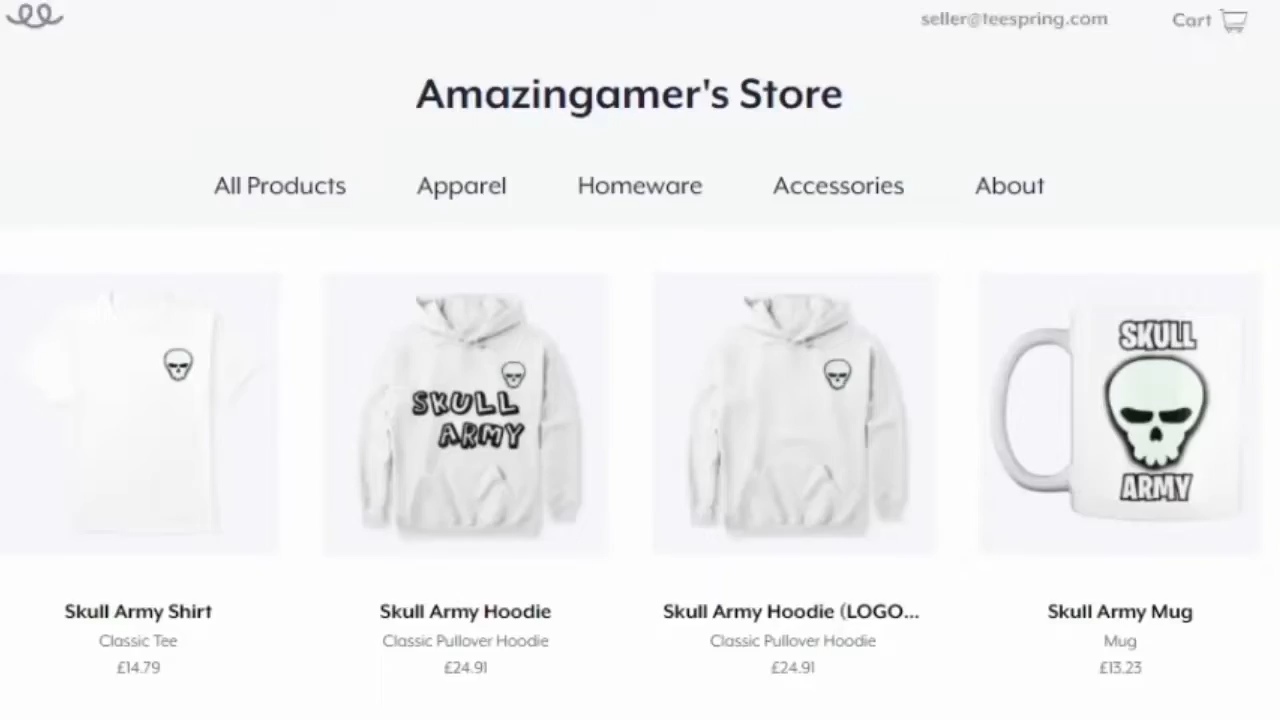 seller@teespring.com
Cart
Amazingamer's Store
All Products
Apparel
Homeware
Accessories
About
SKULL
ARMY
SKULL
ARMY
Skull Army Shirt
Classic Tee
£14.79
Skull Army Hoodie
Classic Pullover Hoodie
£24.91
Skull Army Hoodie (LOGO...
Classic Pullover Hoodie
£24.91
Skull Army Mug
Mug
£13.23